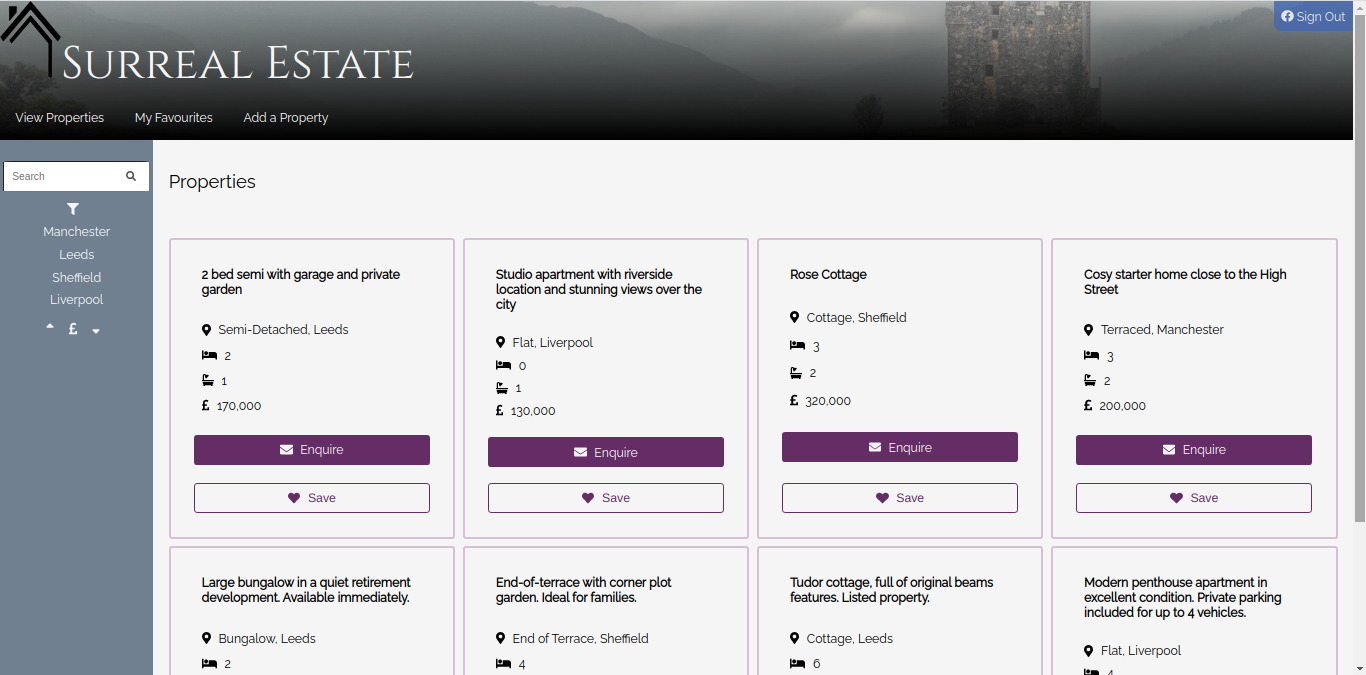 Sign Out
SURREAL ESTATE
View Properties My Favourites Add a Property
Search
Manchester
Leeds
Sheffield
Liverpool
£
Properties
2 bed semi with garage and private
garden
Semi-Detached, Leeds
2
1
£ 170,000
Enquire
Save
Studio apartment with riverside
location and stunning views over the
city
Flat, Liverpool
0
1
£ 130,000
Enquire
Save
Rose Cottage
Cottage, Sheffield
3
2
£ 320,000
Enquire
Save
Cosy starter home close to the High
Street
Terraced, Manchester
3
2
£ 200,000
Enquire
Save
Large bungalow in a quiet retirement
development. Available immediately.
Bungalow, Leeds
2
End-of-terrace with corner plot
garden. Ideal for families.
End of Terrace, Sheffield
4
Tudor cottage, full of original beams
features. Listed property.
Cottage, Leeds
6
Modern penthouse apartment in
excellent condition. Private parking
included for up to 4 vehicles.
Flat, Liverpool
4